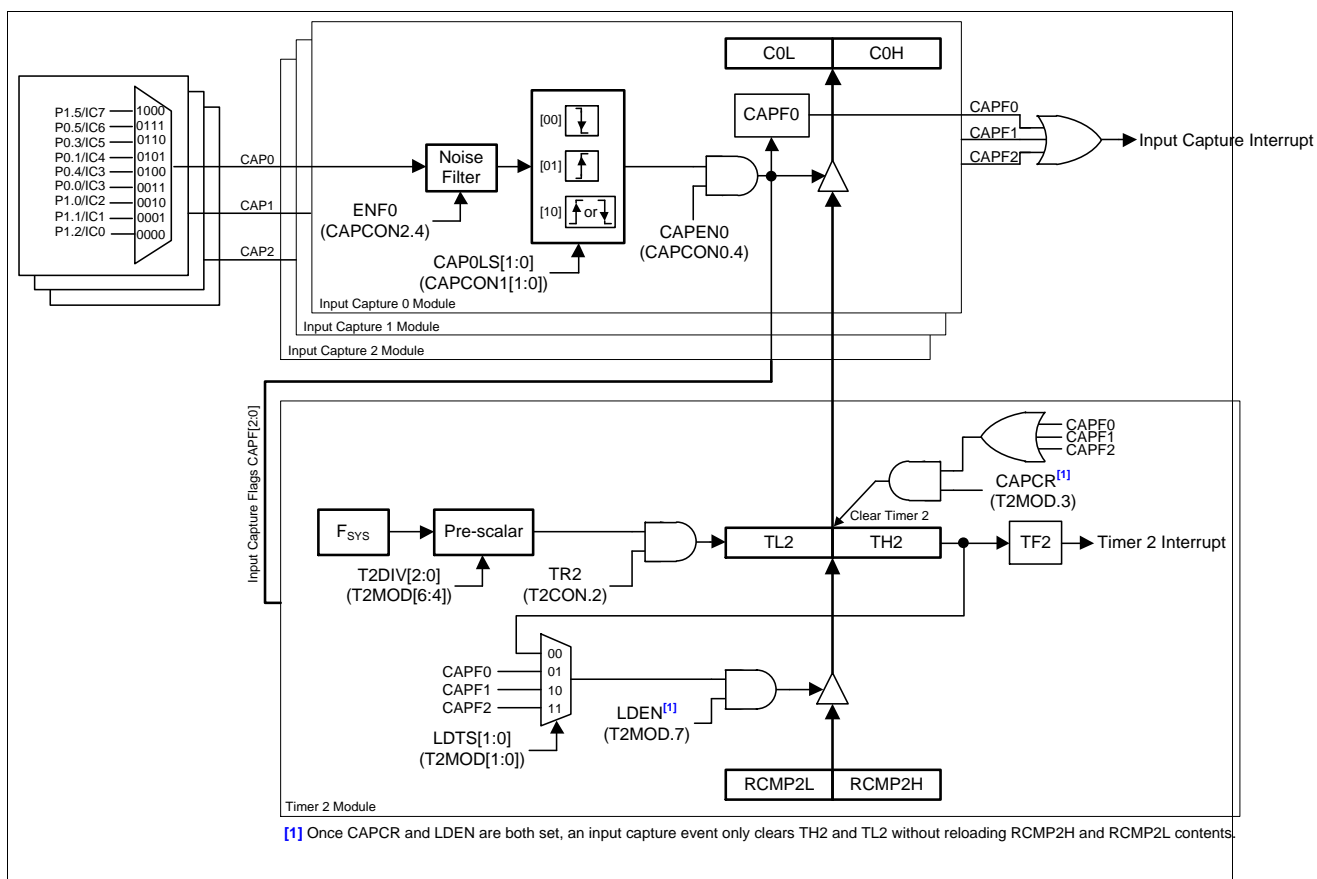 C0L C0H
P1.5/IC7 1000
P0.5/IC6 0111
P0.3/IC5 0110
P0.1/IC4 0101
P0.4/IC3 0100
P0.0/IC3 0011
P1.0/IC2 0010
P1.1/IC1 0001
P1.2/IC0 0000
CAP0
CAP1
CAP2
Noise
Filter
ENF0
(CAPCON2.4)
[00]
[01]
[10] or
CAP0LS[1:0]
(CAPCON1[1:0])
CAPEN0
(CAPCON0.4)
CAPF0
CAPF0
CAPF1
CAPF2
Input Capture Interrupt
Input Capture 0 Module
Input Capture 1 Module
Input Capture 2 Module
Input Capture Flags CAPF[2:0]
CAPF0
CAPF1
CAPF2
CAPCR[1]
(T2MOD.3)
Clear Timer 2
FSYS
Pre-scalar
T2DIV[2:0]
(T2MOD[6:4])
TR2
(T2CON.2)
TL2 TH2
TF2
Timer 2 Interrupt
00
CAPF0 01
CAPF1 10
CAPF2 11
LDTS[1:0]
(T2MOD[1:0])
LDEN[1]
(T2MOD.7)
RCMP2L RCMP2H
Timer 2 Module
[1] Once CAPCR and LDEN are both set, an input capture event only clears TH2 and TL2 without reloading RCMP2H and RCMP2L contents.